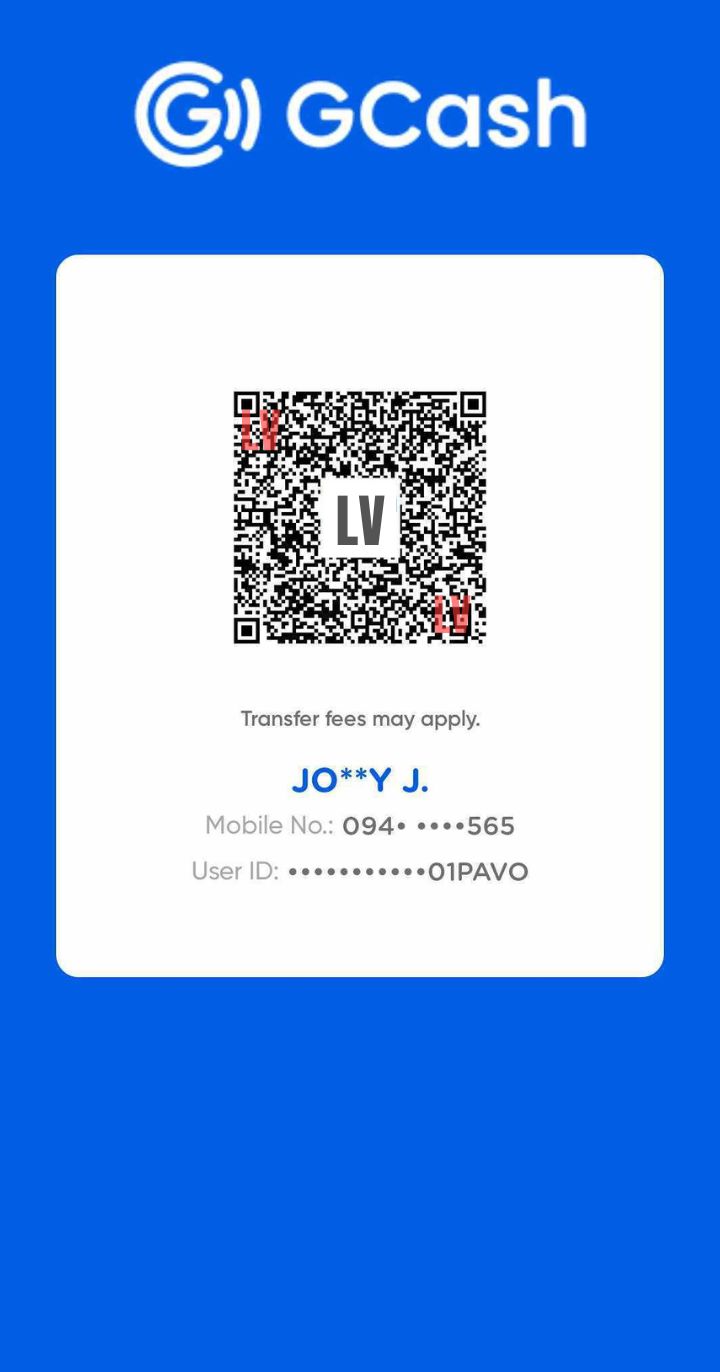 GCash
LV
LV
LV
Transfer fees may apply.
JO**Y J.
Mobile No.: 094• ••••565
User ID: •••••••••••01PAVO